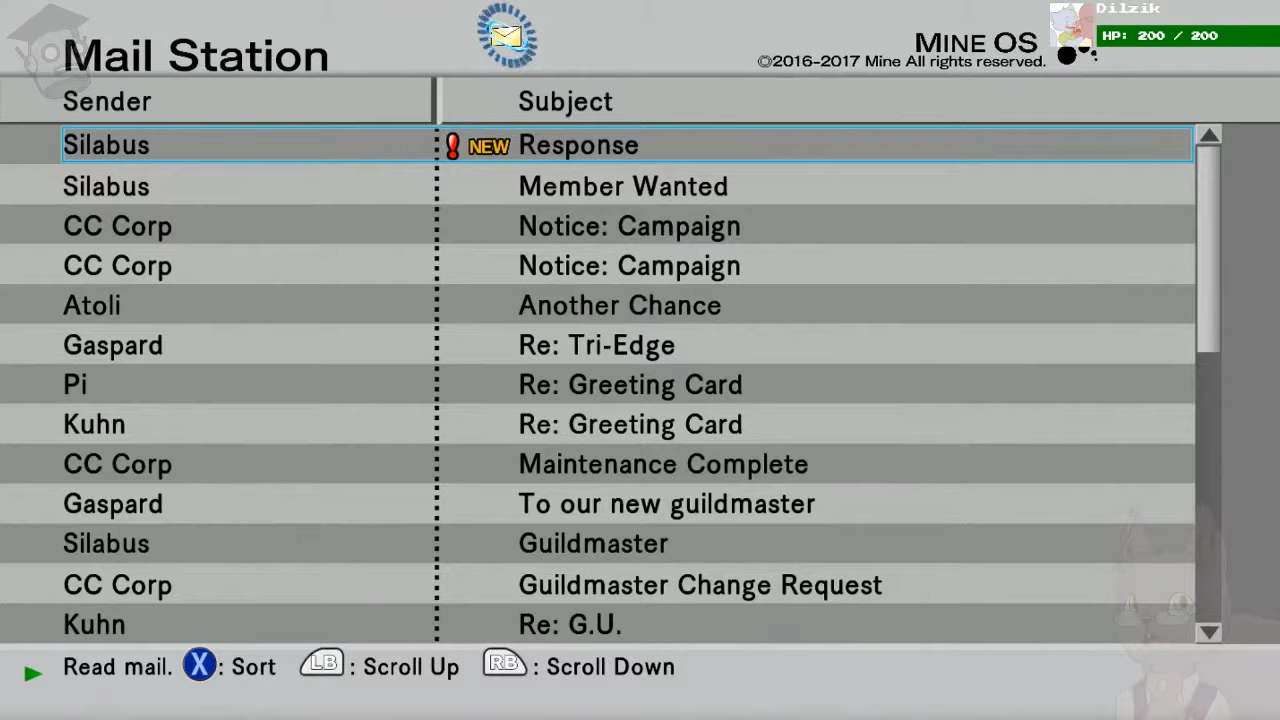 Mail Station
MINE OS
©2016-2017 Mine All rights reserved.
Dilzik
HP: 200 / 200
Sender Subject
Silabus NEW Response
Silabus Member Wanted
CC Corp Notice: Campaign
CC Corp Notice: Campaign
Atoli Another Chance
Gaspard Re: Tri-Edge
Pi Re: Greeting Card
Kuhn Re: Greeting Card
CC Corp Maintenance Complete
Gaspard To our new guildmaster
Silabus Guildmaster
CC Corp Guildmaster Change Request
Kuhn Re: G.U.
Read mail. X : Sort LB : Scroll Up RB : Scroll Down